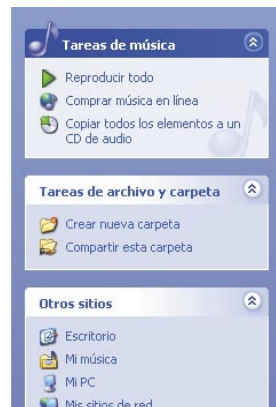 Tareas de música
Reproducir todo
Comprar música en línea
Copiar todos los elementos a un
CD de audio
Tareas de archivo y carpeta
Crear nueva carpeta
Compartir esta carpeta
Otros sitios
Escritorio
Mi música
Mi PC
Mis sitios de red